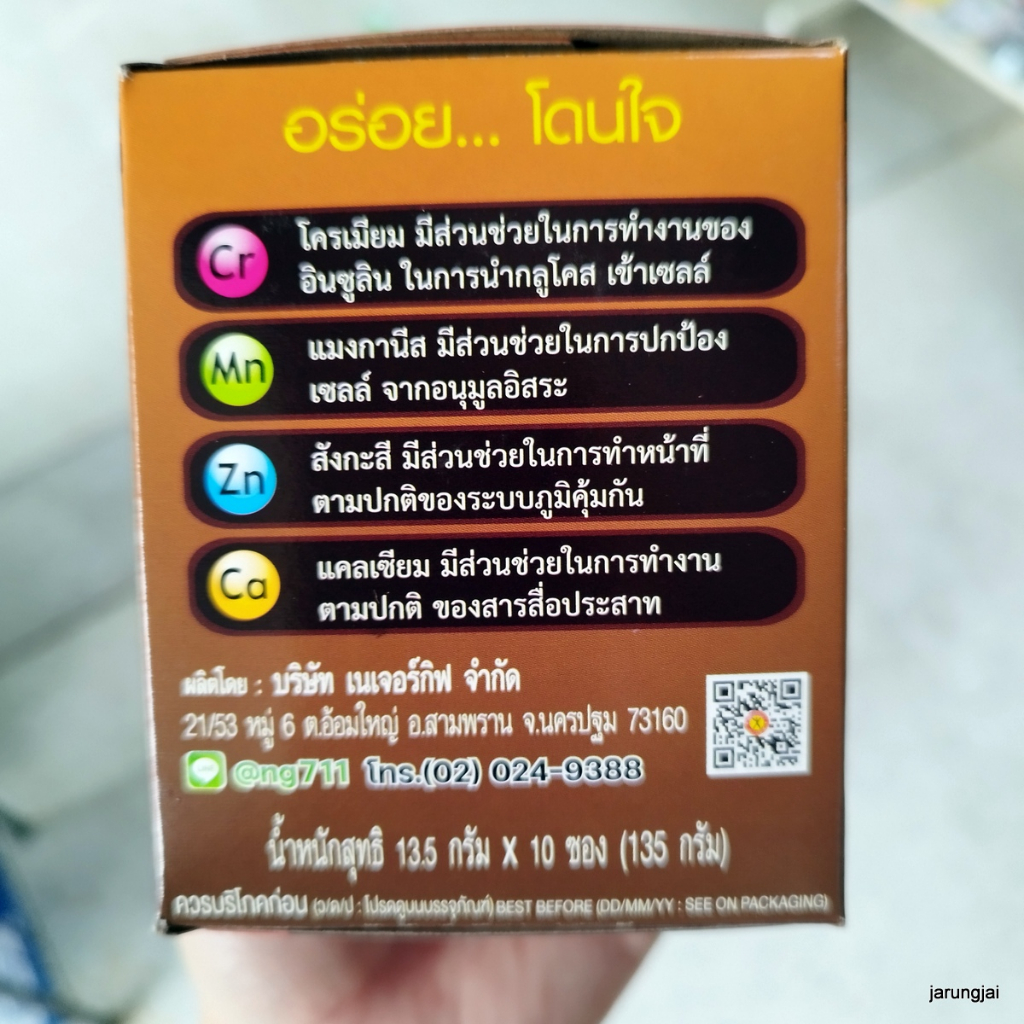 อร่อย... โดนใจ
Cr
โครเมียม มีส่วนช่วยในการทำงานของ
อินซูลิน ในการนำกลูโคส เข้าเซลล์
Mn
แมงกานีส มีส่วนช่วยในการปกป้อง
เซลล์ จากอนุมูลอิสระ
Zn
สังกะสี มีส่วนช่วยในการทำหน้าที่
ตามปกติของระบบภูมิคุ้มกัน
Ca
แคลเซียม มีส่วนช่วยในการทำงาน
ตามปกติ ของสารสื่อประสาท
ผลิตโดย : บริษัท เนเจอร์กิฟ จำกัด
21/53 หมู่ 6 ต.อ้อมใหญ่ อ.สามพราน จ.นครปฐม 73160
LINE @ng711 โทร.(02) 024-9388
น้ำหนักสุทธิ 13.5 กรัม X 10 ซอง (135 กรัม)
ควรบริโภคก่อน (ว/ด/ป : โปรดดูบนบรรจุภัณฑ์) BEST BEFORE (DD/MM/YY : SEE ON PACKAGING)
jarungjai